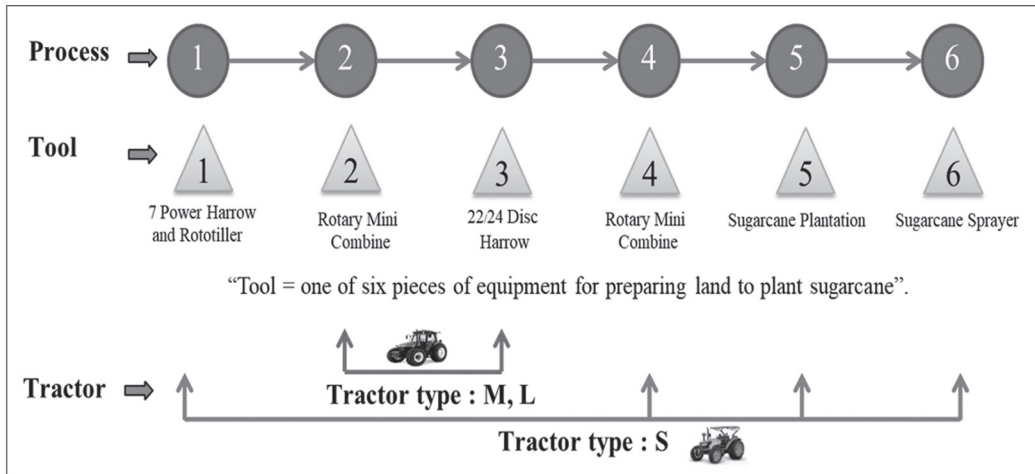 Process
1 2 3 4 5 6
Tool
1 2 3 4 5 6
7 Power Harrow
and Rototiller
Rotary Mini
Combine
22/24 Disc
Harrow
Rotary Mini
Combine
Sugarcane Plantation
Sugarcane Sprayer
“Tool = one of six pieces of equipment for preparing land to plant sugarcane”.
Tractor
Tractor type : M, L
Tractor type : S